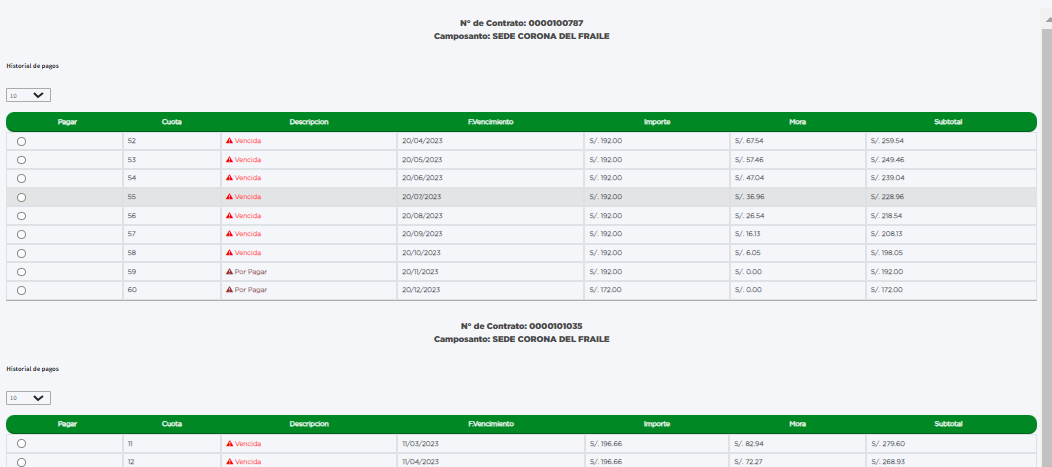 N° de Contrato: 0000100787
Camposanto: SEDE CORONA DEL FRAILE
Historial de pagos
10
Pagar Cuota Descripcion F.Vencimiento Importe Mora Subtotal
52 Vencida 20/04/2023 S/. 192.00 S/. 67.54 S/. 259.54
53 Vencida 20/05/2023 S/. 192.00 S/. 57.46 S/. 249.46
54 Vencida 20/06/2023 S/. 192.00 S/. 47.04 S/. 239.04
55 Vencida 20/07/2023 S/. 192.00 S/. 36.96 S/. 228.96
56 Vencida 20/08/2023 S/. 192.00 S/. 26.54 S/. 218.54
57 Vencida 20/09/2023 S/. 192.00 S/. 16.13 S/. 208.13
58 Vencida 20/10/2023 S/. 192.00 S/. 6.05 S/. 198.05
59 Por Pagar 20/11/2023 S/. 192.00 S/. 0.00 S/. 192.00
60 Por Pagar 20/12/2023 S/. 172.00 S/. 0.00 S/. 172.00
N° de Contrato: 0000101035
Camposanto: SEDE CORONA DEL FRAILE
Historial de pagos
10
Pagar Cuota Descripcion F.Vencimiento Importe Mora Subtotal
11 Vencida 11/03/2023 S/. 196.66 S/. 82.94 S/. 279.60
12 Vencida 11/04/2023 S/. 196.66 S/. 72.27 S/. 268.93